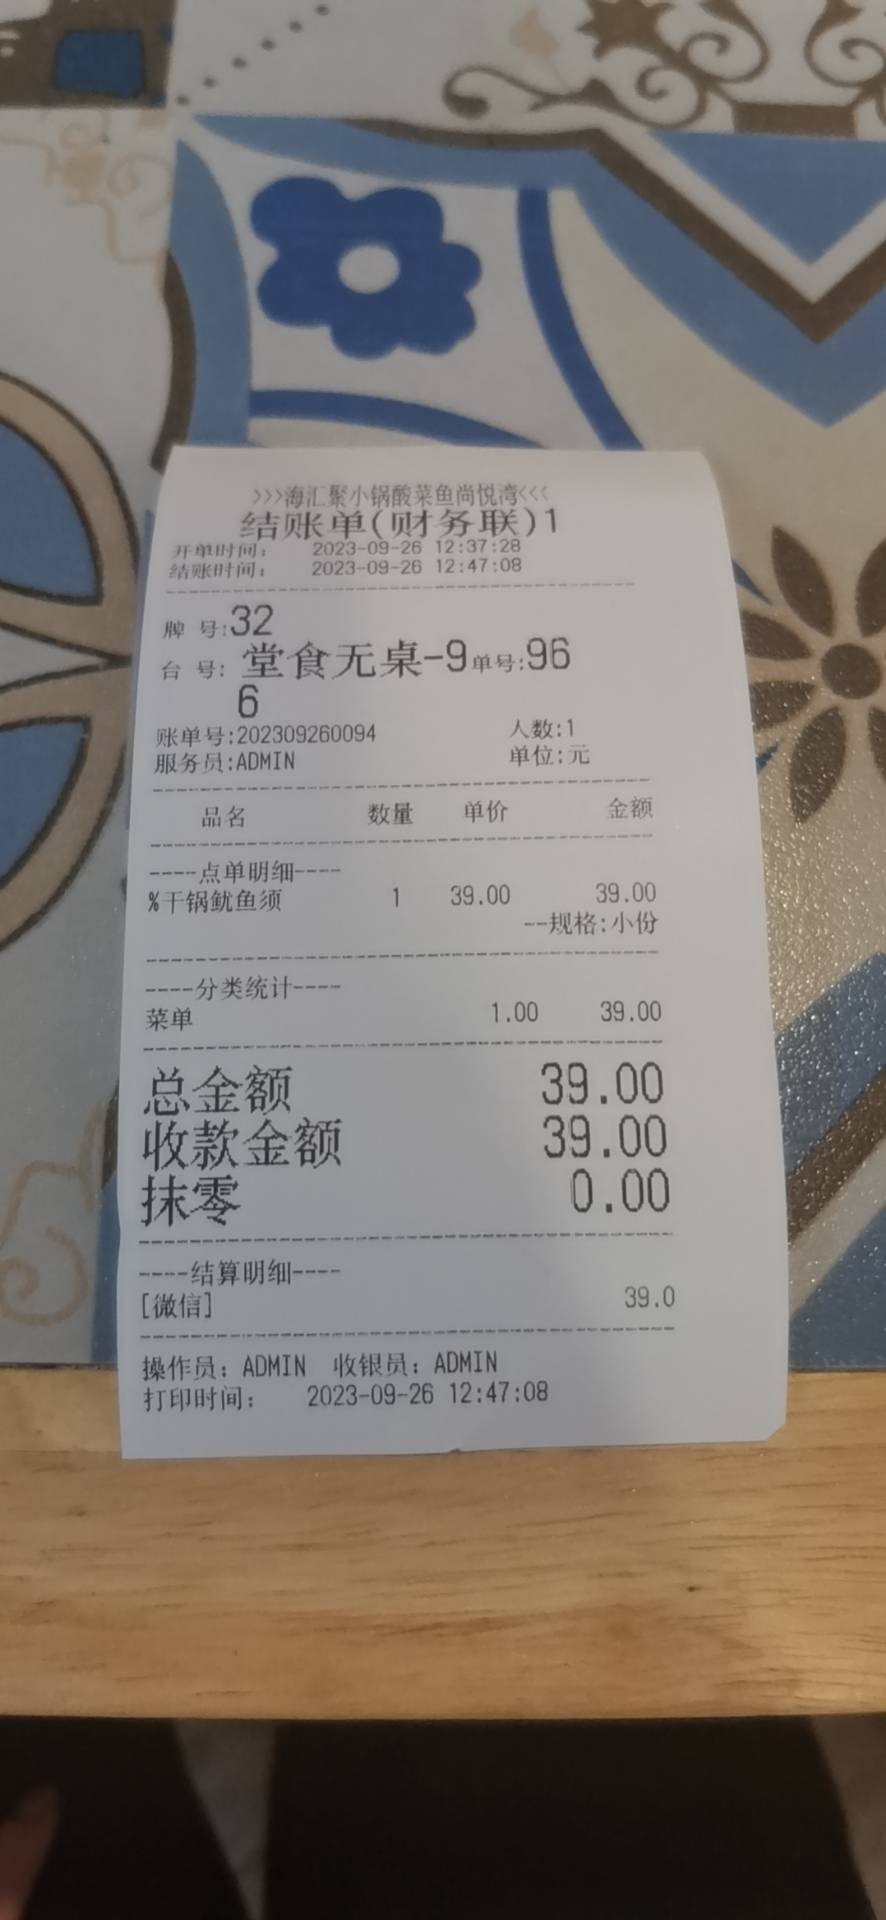 >>>海汇聚小锅酸菜鱼尚悦湾<<<
结账单(财务联)1
开单时间: 2023-09-26 12:37:28
结账时间: 2023-09-26 12:47:08
牌 号:32
台 号: 堂食无桌-9单号:96
6
账单号:202309260094 人数:1
服务员:ADMIN 单位:元
品名 数量 单价 金额
----点单明细----
%干锅鱿鱼须 1 39.00 39.00
--规格:小份
----分类统计----
菜单 1.00 39.00
总金额 39.00
收款金额 39.00
抹零 0.00
----结算明细----
[微信] 39.0
操作员: ADMIN 收银员: ADMIN
打印时间: 2023-09-26 12:47:08